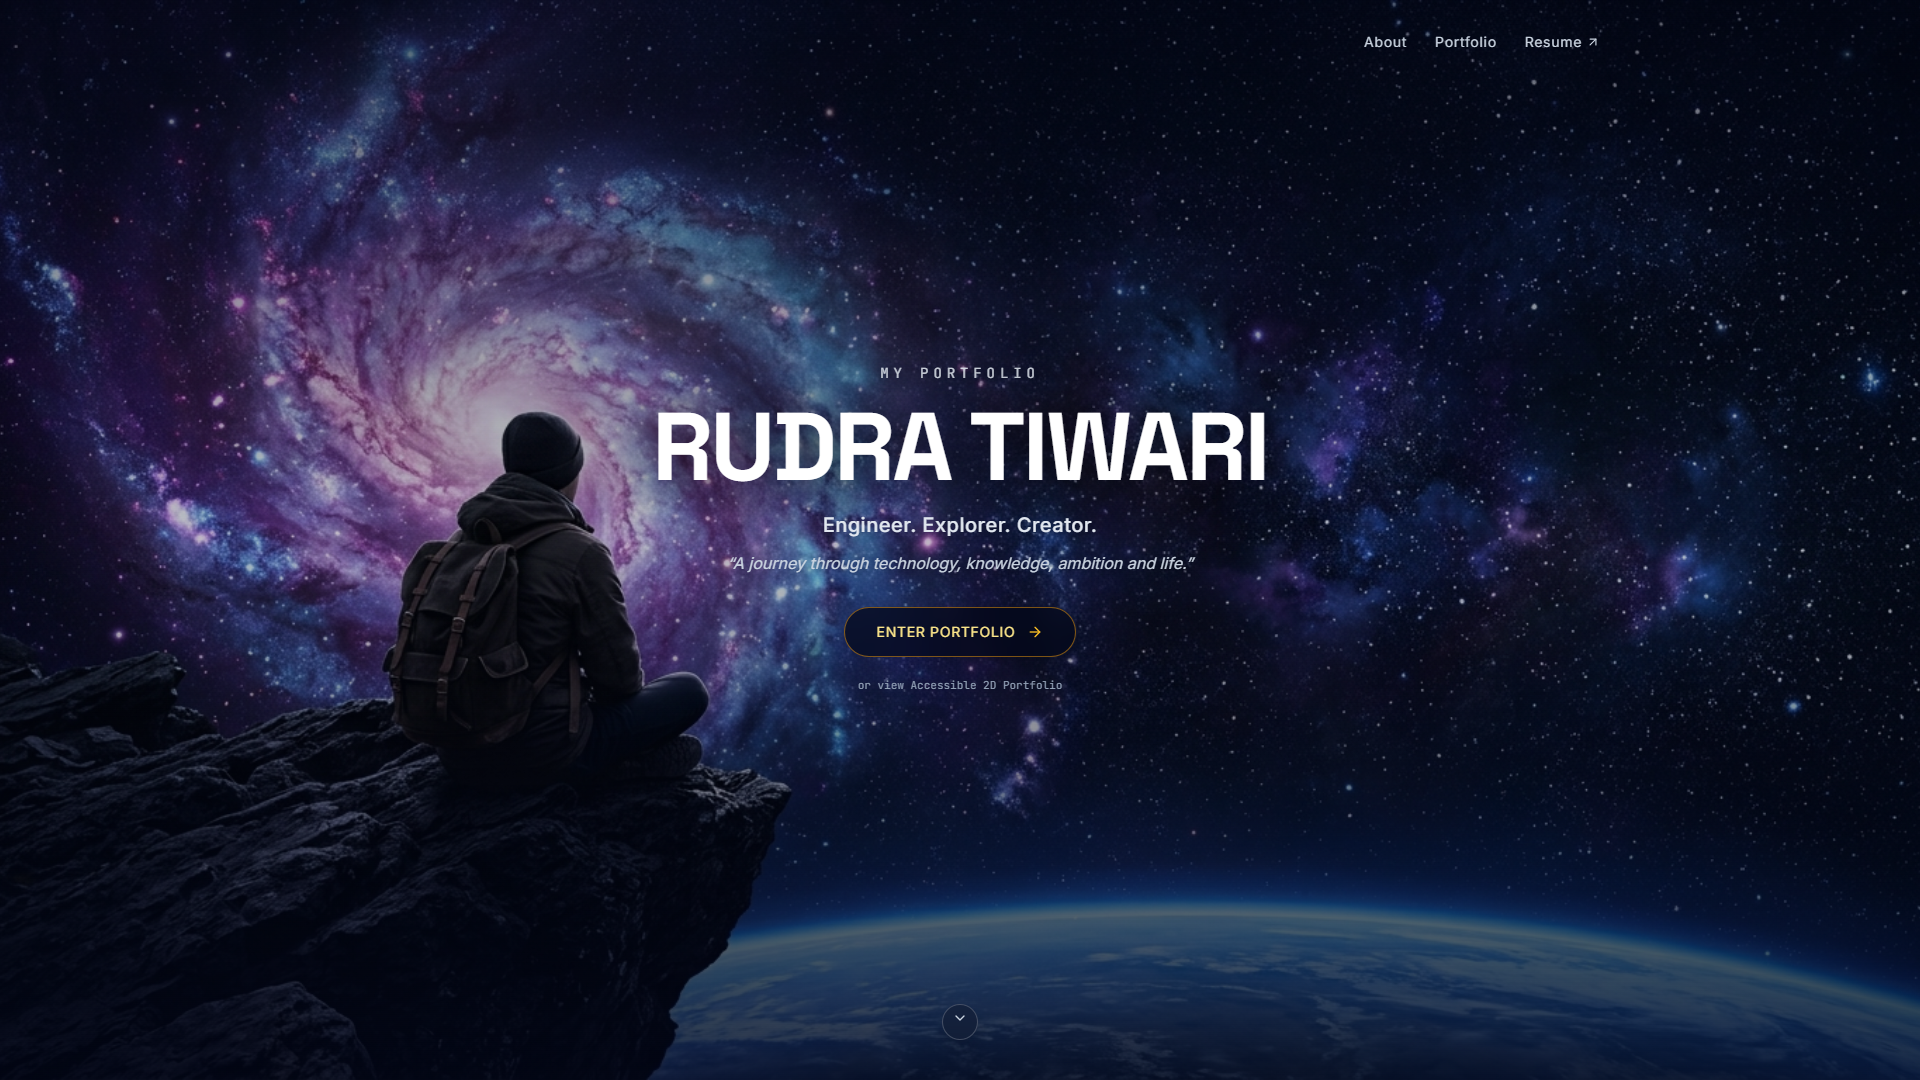 About Portfolio Resume ↗
MY PORTFOLIO
RUDRA TIWARI
Engineer. Explorer. Creator.
“A journey through technology, knowledge, ambition and life.”
ENTER PORTFOLIO →
or view Accessible 2D Portfolio